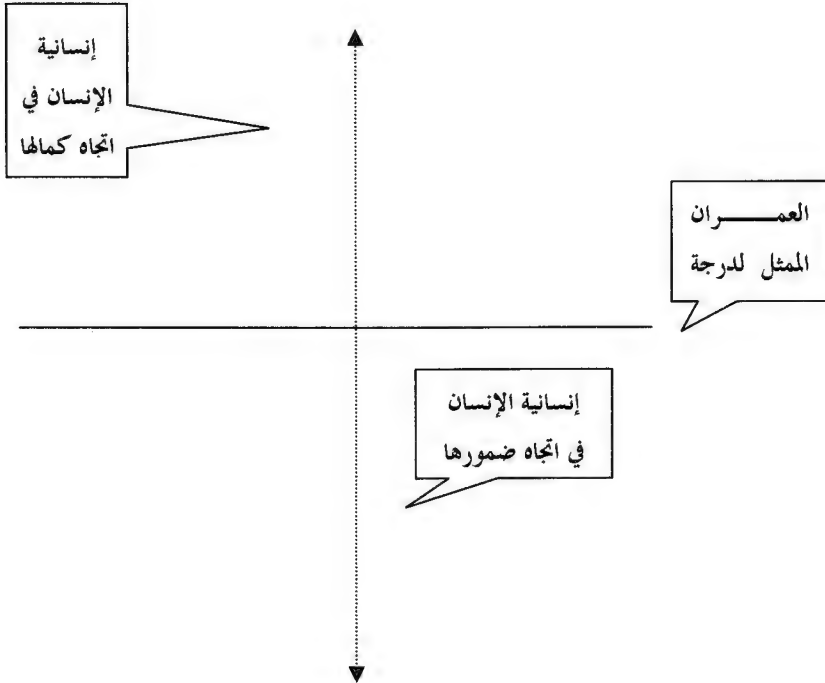 إنسانية
الإنسان في
اتجاه كمالها
العمـــــران
الممثل لدرجة
إنسانية الإنسان
في اتجاه ضمورها